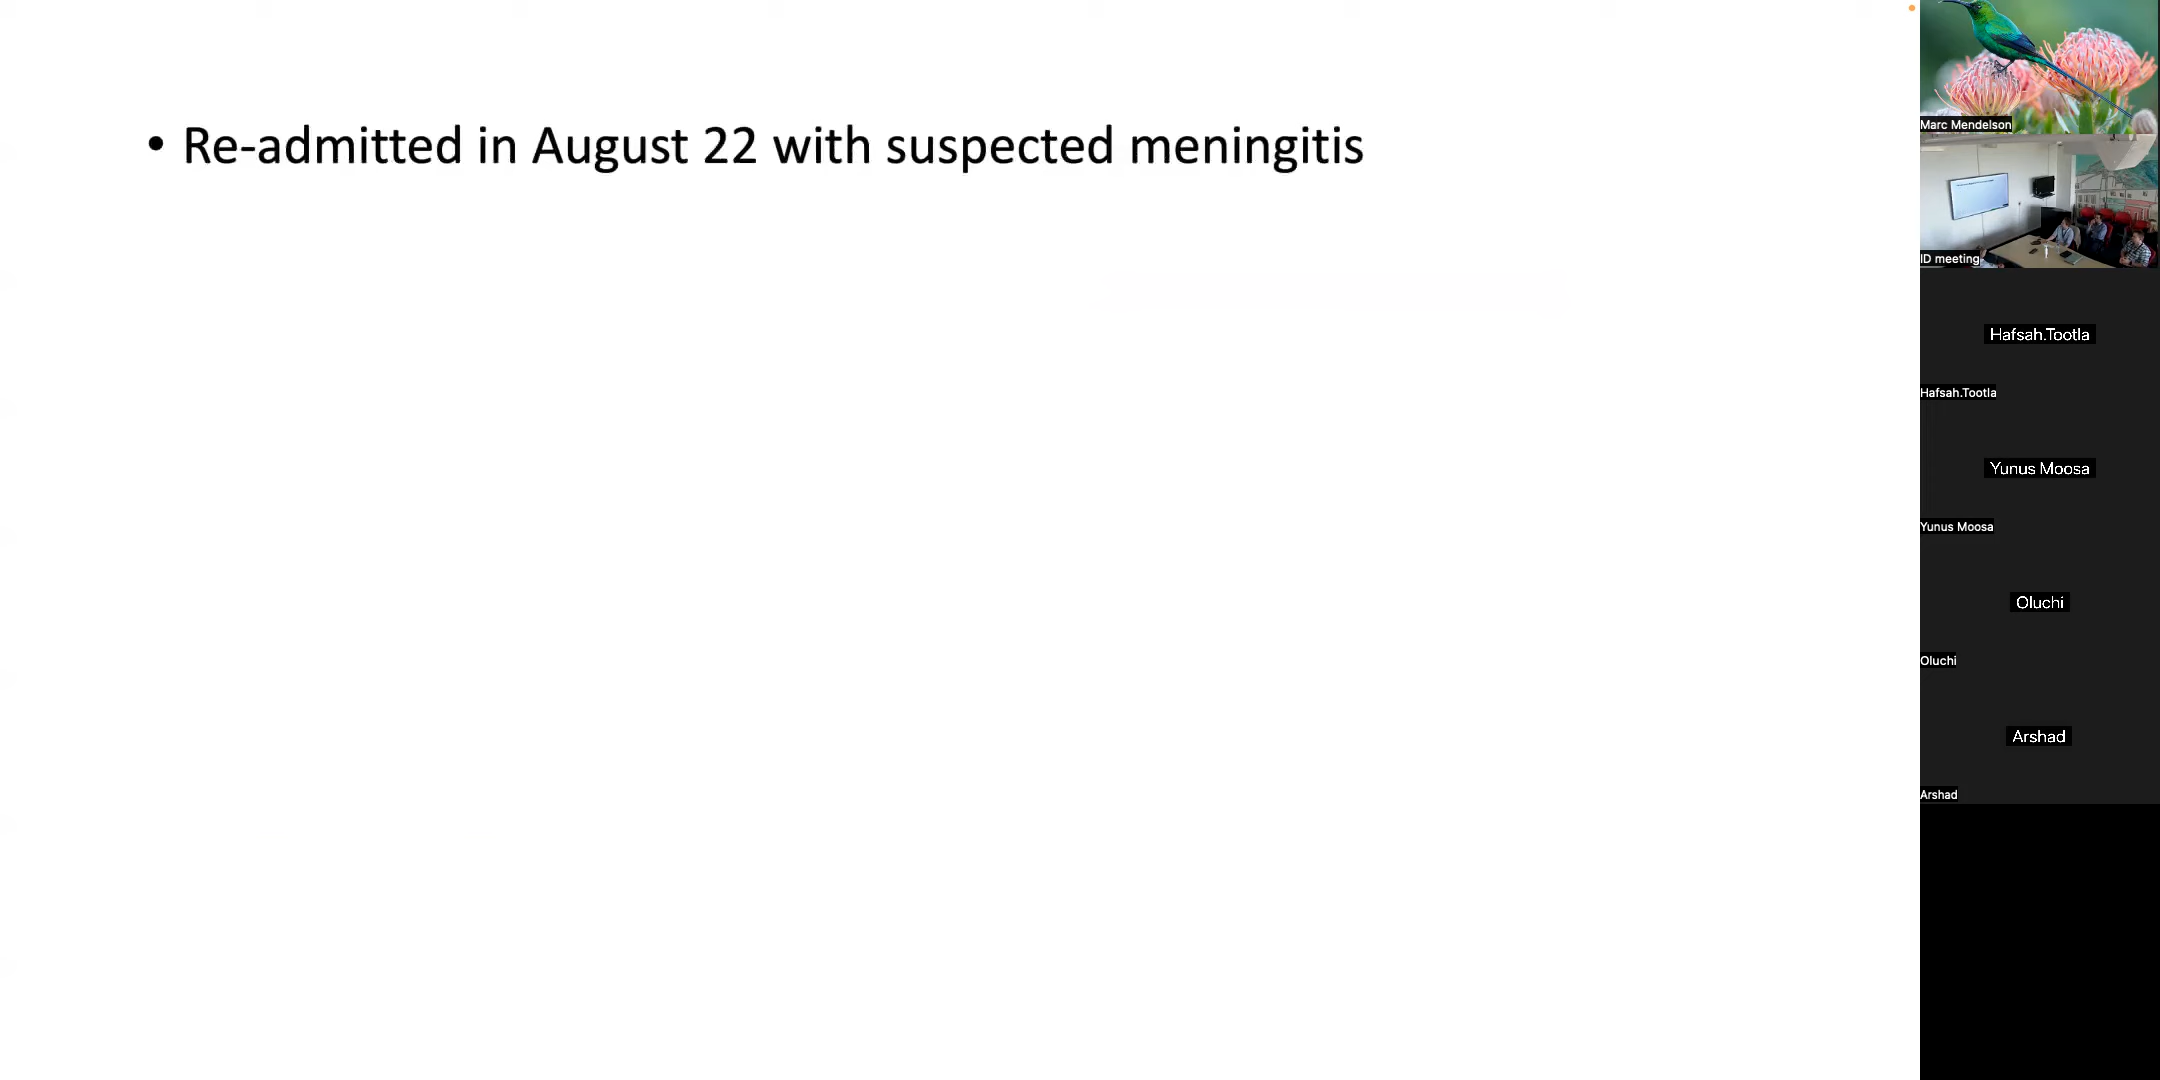 • Re-admitted in August 22 with suspected meningitis
Marc Mendelson
ID meeting
Hafsah.Tootla
Hafsah.Tootla
Yunus Moosa
Yunus Moosa
Oluchi
Oluchi
Arshad
Arshad